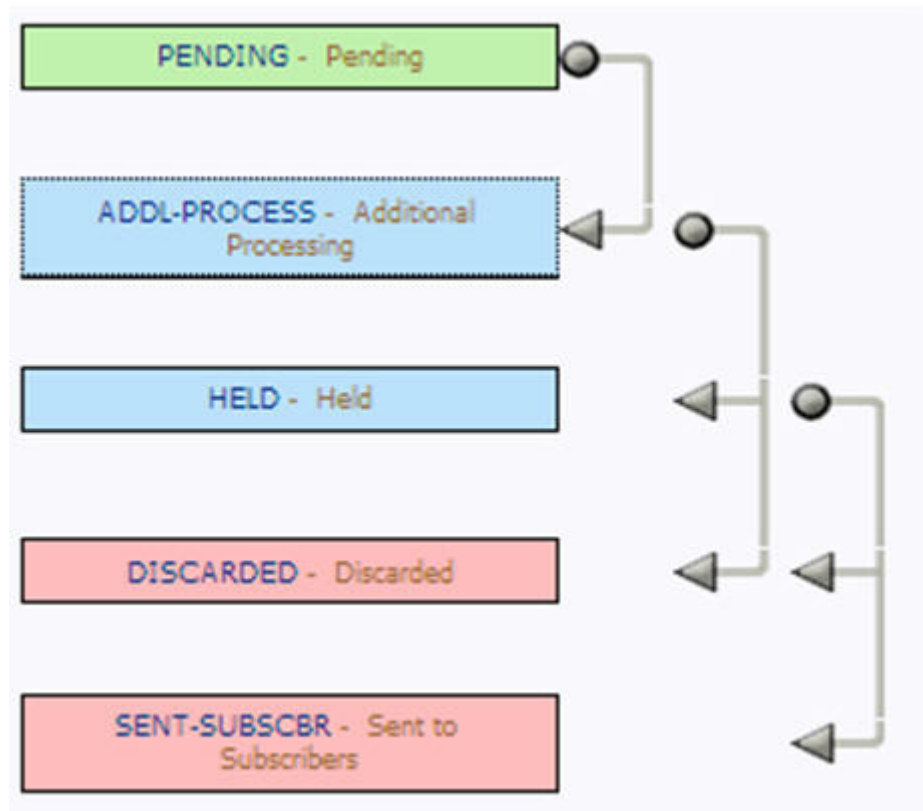 PENDING - Pending
ADDL-PROCESS - Additional
Processing
HELD - Held
DISCARDED - Discarded
SENT-SUBSCBR - Sent to
Subscribers